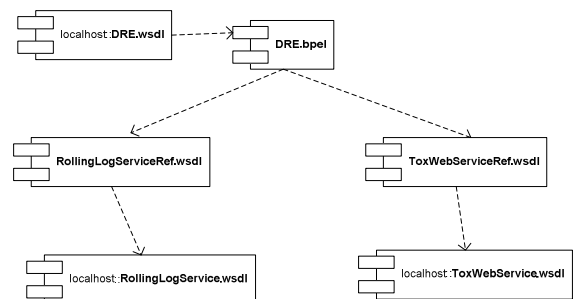 localhost::DRE.wsdl
DRE.bpel
RollingLogServiceRef.wsdl
ToxWebServiceRef.wsdl
localhost::RollingLogService.wsdl
localhost::ToxWebService.wsdl